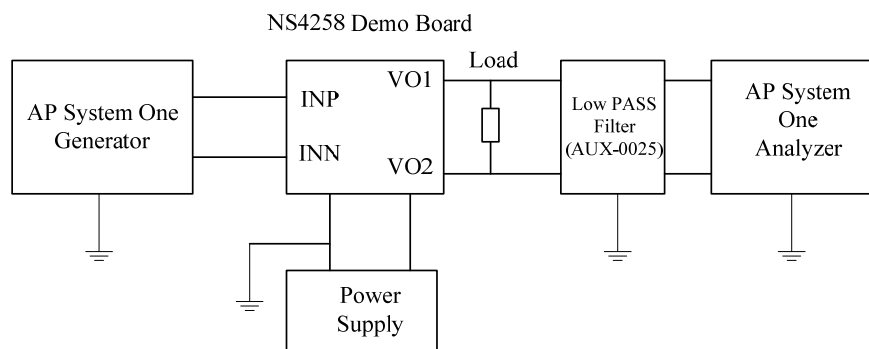 NS4258 Demo Board
AP System One
Generator
INP
INN
VO1
VO2
Load
Low PASS
Filter
(AUX-0025)
AP System
One
Analyzer
Power
Supply